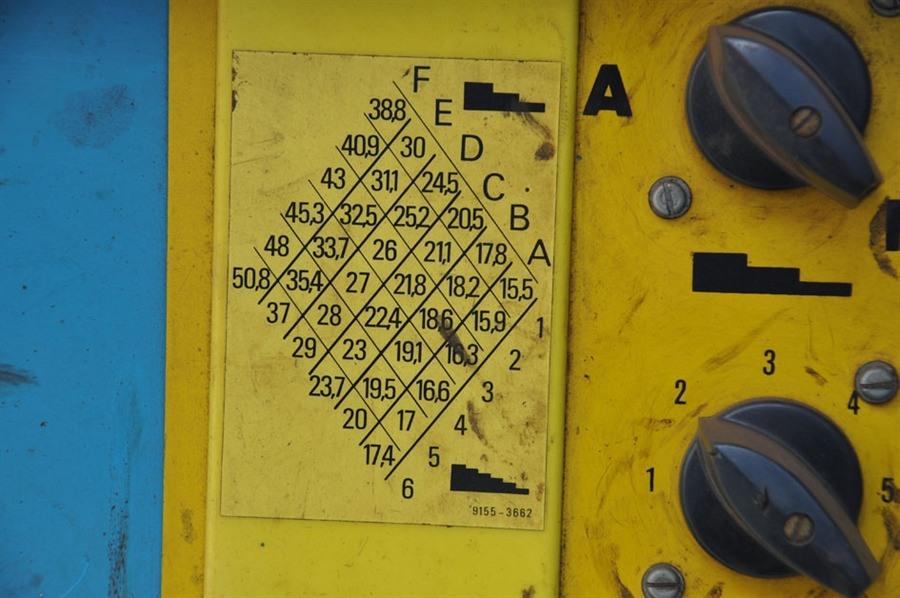 F
38,8 E
40,9 30 D
43 31,1 24,5 C
45,3 32,5 25,2 20,5 B
48 33,7 26 21,1 17,8 A
50,8 35,4 27 21,8 18,2 15,5
37 28 22,4 18,6 15,9 1
29 23 19,1 16,3 2
23,7 19,5 16,6 3
20 17 4
17,4 5
6
9155-3662
A
3
2 4
1 5